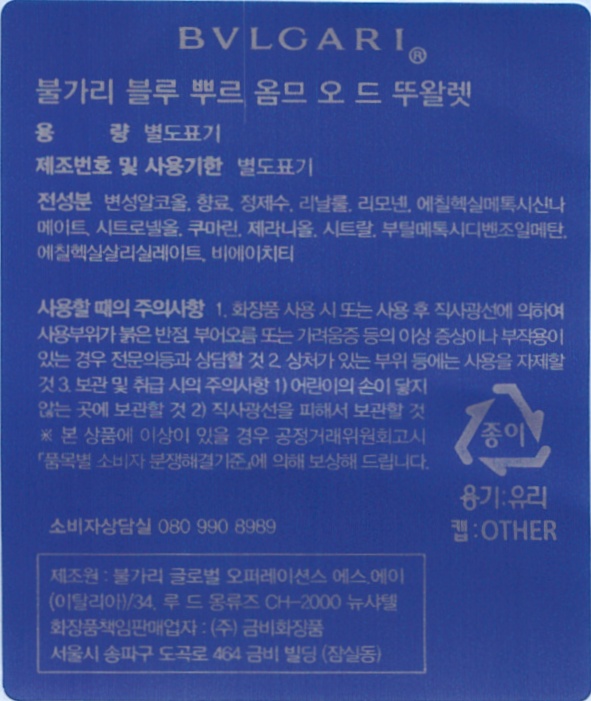 BVLGARI®
불가리 블루 뿌르 옴므 오 드 뚜왈렛
용 량 별도표기
제조번호 및 사용기한 별도표기
전성분 변성알코올, 향료, 정제수, 리날룰, 리모넨, 에칠헥실메톡시신나
메이트, 시트로넬올, 쿠마린, 제라니올, 시트랄, 부틸메톡시디벤조일메탄,
에칠헥실살리실레이트, 비에이치티
사용할 때의 주의사항 1. 화장품 사용 시 또는 사용 후 직사광선에 의하여
사용부위가 붉은 반점, 부어오름 또는 가려움증 등의 이상 증상이나 부작용이
있는 경우 전문의등과 상담할 것 2. 상처가 있는 부위 등에는 사용을 자제할
것 3. 보관 및 취급 시의 주의사항 1) 어린이의 손이 닿지
않는 곳에 보관할 것 2) 직사광선을 피해서 보관할 것
※ 본 상품에 이상이 있을 경우 공정거래위원회고시
「품목별 소비자 분쟁해결기준」에 의해 보상해 드립니다.
종이
용기:유리
캡:OTHER
소비자상담실 080 990 8989
제조원 : 불가리 글로벌 오퍼레이션스 에스.에이
(이탈리아)/34, 루 드 몽류즈 CH-2000 뉴샤텔
화장품책임판매업자 : (주) 금비화장품
서울시 송파구 도곡로 464 금비 빌딩 (잠실동)